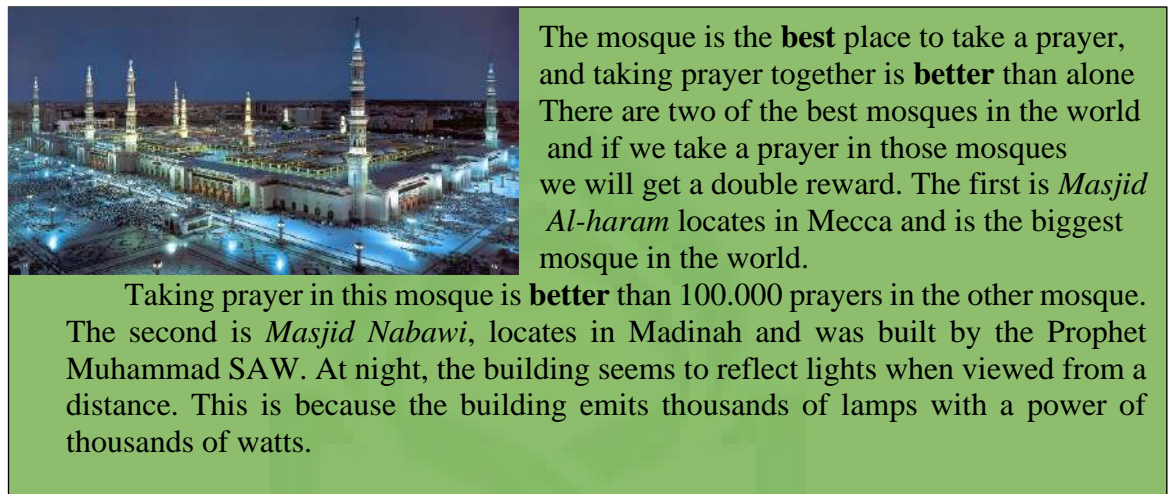 The mosque is the best place to take a prayer,
and taking prayer together is better than alone
There are two of the best mosques in the world
and if we take a prayer in those mosques
we will get a double reward. The first is Masjid
Al-haram locates in Mecca and is the biggest
mosque in the world.
Taking prayer in this mosque is better than 100.000 prayers in the other mosque.
The second is Masjid Nabawi, locates in Madinah and was built by the Prophet
Muhammad SAW. At night, the building seems to reflect lights when viewed from a
distance. This is because the building emits thousands of lamps with a power of
thousands of watts.